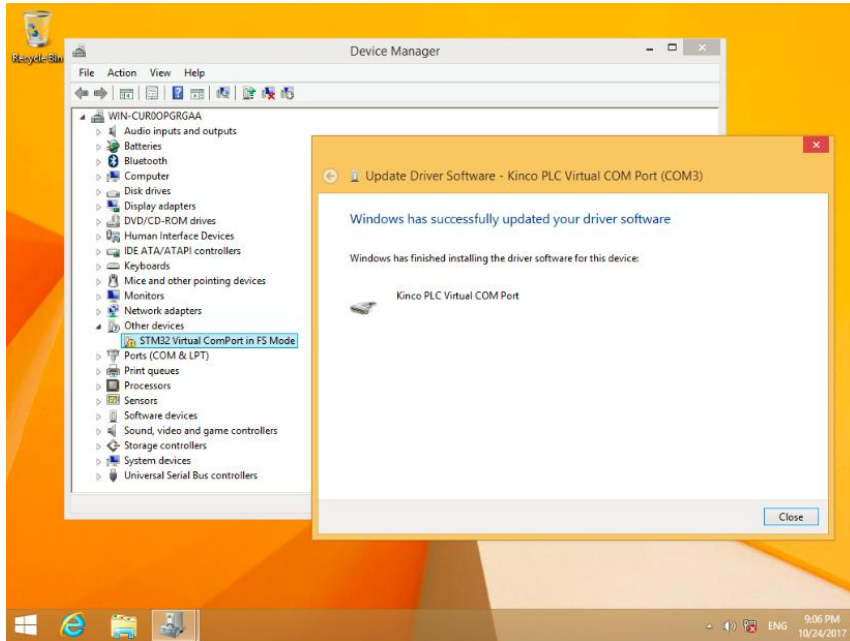 Recycle Bin
Device Manager
File Action View Help
WIN-CUR0OPGRGAA
Audio inputs and outputs
Batteries
Bluetooth
Computer
Disk drives
Display adapters
DVD/CD-ROM drives
Human Interface Devices
IDE ATA/ATAPI controllers
Keyboards
Mice and other pointing devices
Monitors
Network adapters
Other devices
STM32 Virtual ComPort in FS Mode
Ports (COM & LPT)
Print queues
Processors
Sensors
Software devices
Sound, video and game controllers
Storage controllers
System devices
Universal Serial Bus controllers
Update Driver Software - Kinco PLC Virtual COM Port (COM3)
Windows has successfully updated your driver software
Windows has finished installing the driver software for this device:
Kinco PLC Virtual COM Port
Close
ENG
9:06 PM
10/24/2017